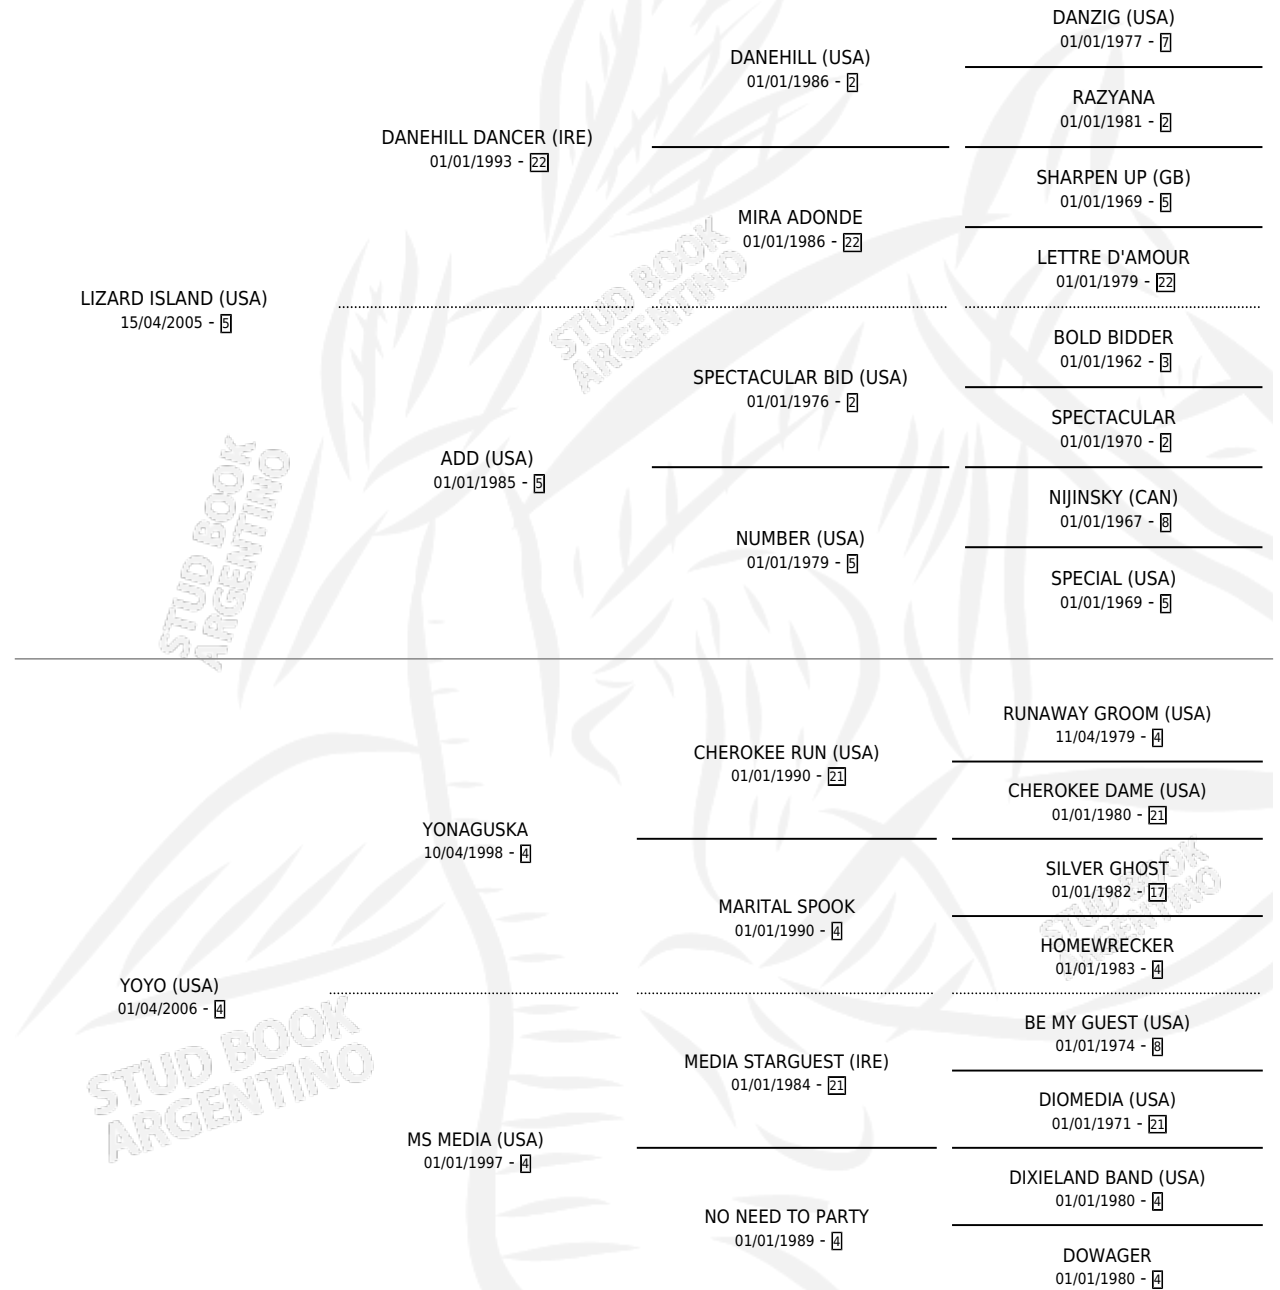 DANZIG (USA)
01/01/1977 - 7
DANEHILL (USA)
01/01/1986 - 2
RAZYANA
01/01/1981 - 2
DANEHILL DANCER (IRE)
01/01/1993 - 22
SHARPEN UP (GB)
01/01/1969 - 5
MIRA ADONDE
01/01/1986 - 22
LETTRE D'AMOUR
01/01/1979 - 22
LIZARD ISLAND (USA)
15/04/2005 - 5
BOLD BIDDER
01/01/1962 - 3
SPECTACULAR BID (USA)
01/01/1976 - 2
SPECTACULAR
01/01/1970 - 2
ADD (USA)
01/01/1985 - 5
NIJINSKY (CAN)
01/01/1967 - 8
NUMBER (USA)
01/01/1979 - 5
SPECIAL (USA)
01/01/1969 - 5
STUD BOOK
ARGENTINO
STUD BOOK
ARGENTINO
RUNAWAY GROOM (USA)
11/04/1979 - 4
CHEROKEE RUN (USA)
01/01/1990 - 21
CHEROKEE DAME (USA)
01/01/1980 - 21
YONAGUSKA
10/04/1998 - 4
SILVER GHOST
01/01/1982 - 17
MARITAL SPOOK
01/01/1990 - 4
HOMEWRECKER
01/01/1983 - 4
YOYO (USA)
01/04/2006 - 4
BE MY GUEST (USA)
01/01/1974 - 8
MEDIA STARGUEST (IRE)
01/01/1984 - 21
DIOMEDIA (USA)
01/01/1971 - 21
MS MEDIA (USA)
01/01/1997 - 4
DIXIELAND BAND (USA)
01/01/1980 - 4
NO NEED TO PARTY
01/01/1989 - 4
DOWAGER
01/01/1980 - 4
STUD BOOK
ARGENTINO
STUD BOOK
ARGENTINO